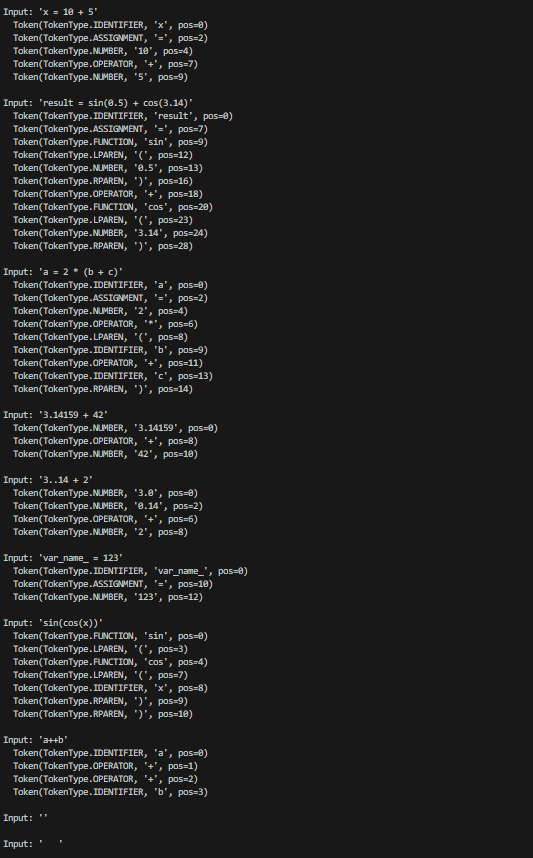 Input: 'x = 10 + 5'
Token(TokenType.IDENTIFIER, 'x', pos=0)
Token(TokenType.ASSIGNMENT, '=', pos=2)
Token(TokenType.NUMBER, '10', pos=4)
Token(TokenType.OPERATOR, '+', pos=7)
Token(TokenType.NUMBER, '5', pos=9)
Input: 'result = sin(0.5) + cos(3.14)'
Token(TokenType.IDENTIFIER, 'result', pos=0)
Token(TokenType.ASSIGNMENT, '=', pos=7)
Token(TokenType.FUNCTION, 'sin', pos=9)
Token(TokenType.LPAREN, '(', pos=12)
Token(TokenType.NUMBER, '0.5', pos=13)
Token(TokenType.RPAREN, ')', pos=16)
Token(TokenType.OPERATOR, '+', pos=18)
Token(TokenType.FUNCTION, 'cos', pos=20)
Token(TokenType.LPAREN, '(', pos=23)
Token(TokenType.NUMBER, '3.14', pos=24)
Token(TokenType.RPAREN, ')', pos=28)
Input: 'a = 2 * (b + c)'
Token(TokenType.IDENTIFIER, 'a', pos=0)
Token(TokenType.ASSIGNMENT, '=', pos=2)
Token(TokenType.NUMBER, '2', pos=4)
Token(TokenType.OPERATOR, '*', pos=6)
Token(TokenType.LPAREN, '(', pos=8)
Token(TokenType.IDENTIFIER, 'b', pos=9)
Token(TokenType.OPERATOR, '+', pos=11)
Token(TokenType.IDENTIFIER, 'c', pos=13)
Token(TokenType.RPAREN, ')', pos=14)
Input: '3.14159 + 42'
Token(TokenType.NUMBER, '3.14159', pos=0)
Token(TokenType.OPERATOR, '+', pos=8)
Token(TokenType.NUMBER, '42', pos=10)
Input: '3..14 + 2'
Token(TokenType.NUMBER, '3.0', pos=0)
Token(TokenType.NUMBER, '0.14', pos=2)
Token(TokenType.OPERATOR, '+', pos=6)
Token(TokenType.NUMBER, '2', pos=8)
Input: 'var_name_ = 123'
Token(TokenType.IDENTIFIER, 'var_name_', pos=0)
Token(TokenType.ASSIGNMENT, '=', pos=10)
Token(TokenType.NUMBER, '123', pos=12)
Input: 'sin(cos(x))'
Token(TokenType.FUNCTION, 'sin', pos=0)
Token(TokenType.LPAREN, '(', pos=3)
Token(TokenType.FUNCTION, 'cos', pos=4)
Token(TokenType.LPAREN, '(', pos=7)
Token(TokenType.IDENTIFIER, 'x', pos=8)
Token(TokenType.RPAREN, ')', pos=9)
Token(TokenType.RPAREN, ')', pos=10)
Input: 'a++b'
Token(TokenType.IDENTIFIER, 'a', pos=0)
Token(TokenType.OPERATOR, '+', pos=1)
Token(TokenType.OPERATOR, '+', pos=2)
Token(TokenType.IDENTIFIER, 'b', pos=3)
Input: ''
Input: '   '